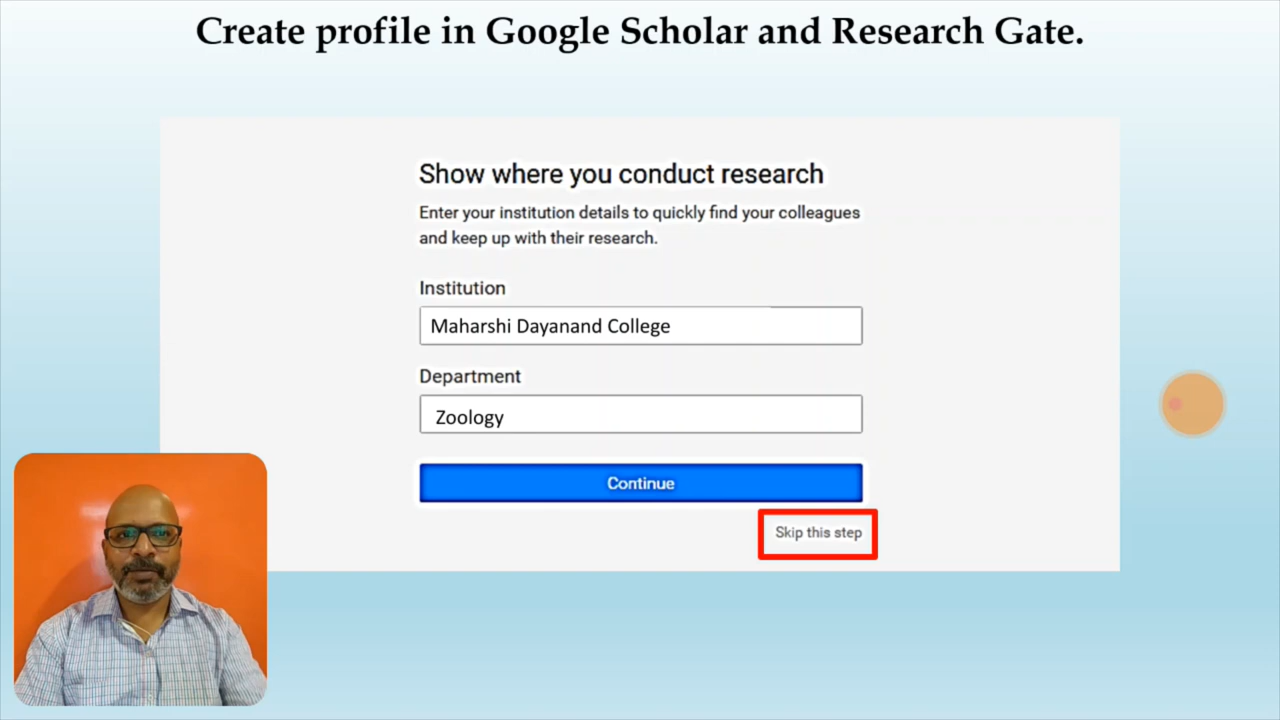 Create profile in Google Scholar and Research Gate.
Show where you conduct research
Enter your institution details to quickly find your colleagues
and keep up with their research.
Institution
Maharshi Dayanand College
Department
Zoology
Continue
Skip this step